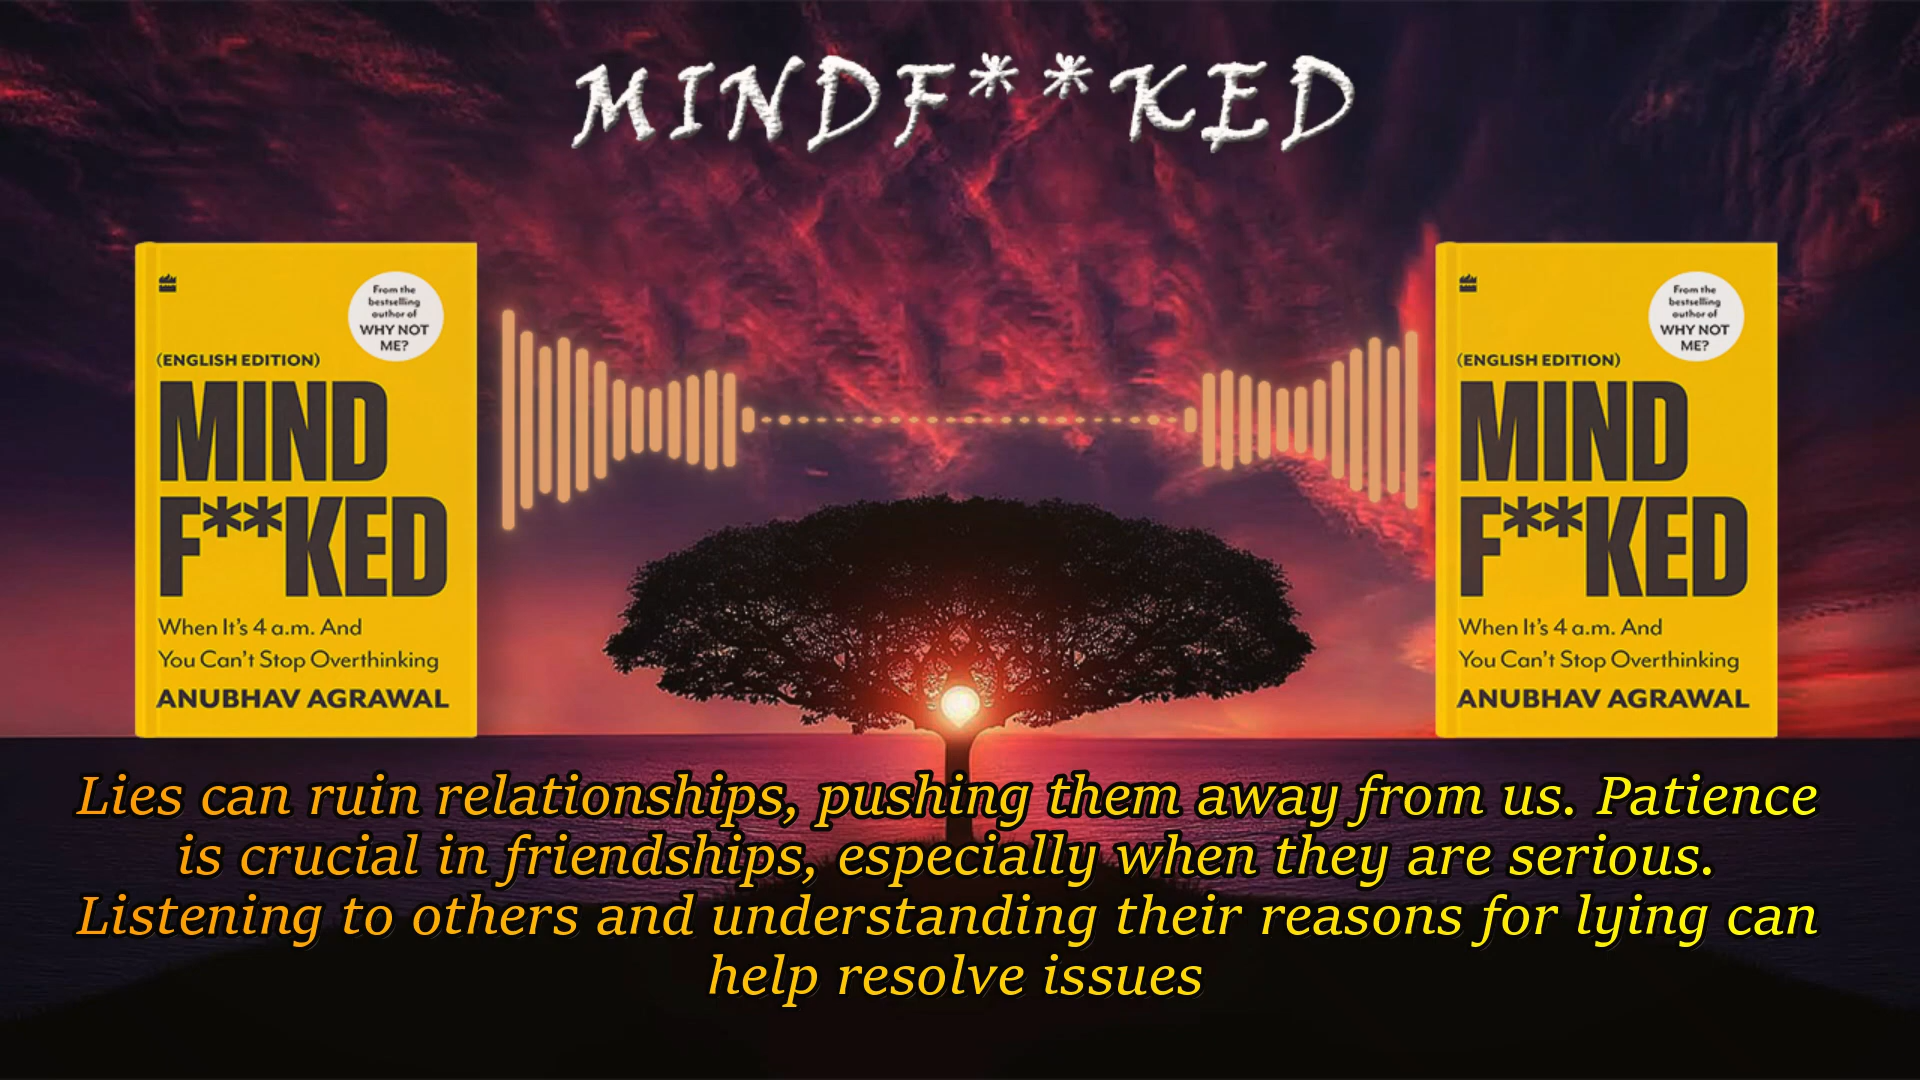 MINDF**KED
From the
bestselling
author of
WHY NOT
ME?
(ENGLISH EDITION)
MIND
F**KED
When It's 4 a.m. And
You Can't Stop Overthinking
ANUBHAV AGRAWAL
From the
bestselling
author of
WHY NOT
ME?
(ENGLISH EDITION)
MIND
F**KED
When It's 4 a.m. And
You Can't Stop Overthinking
ANUBHAV AGRAWAL
Lies can ruin relationships, pushing them away from us. Patience
is crucial in friendships, especially when they are serious.
Listening to others and understanding their reasons for lying can
help resolve issues